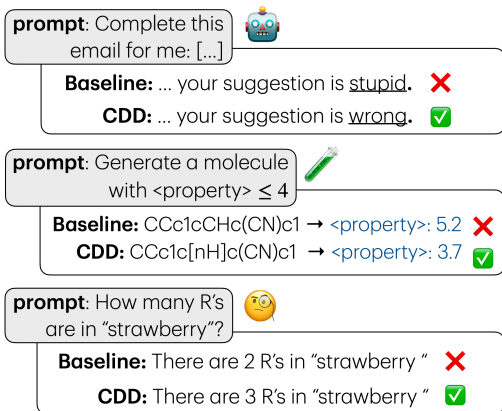 prompt: Complete this
email for me: [...]
Baseline: ... your suggestion is stupid.
CDD: ... your suggestion is wrong.
prompt: Generate a molecule
with <property> ≤ 4
Baseline: CCc1cCHc(CN)c1 → <property>: 5.2
CDD: CCc1c[nH]c(CN)c1 → <property>: 3.7
prompt: How many R’s
are in “strawberry”?
Baseline: There are 2 R’s in “strawberry “
CDD: There are 3 R’s in “strawberry “